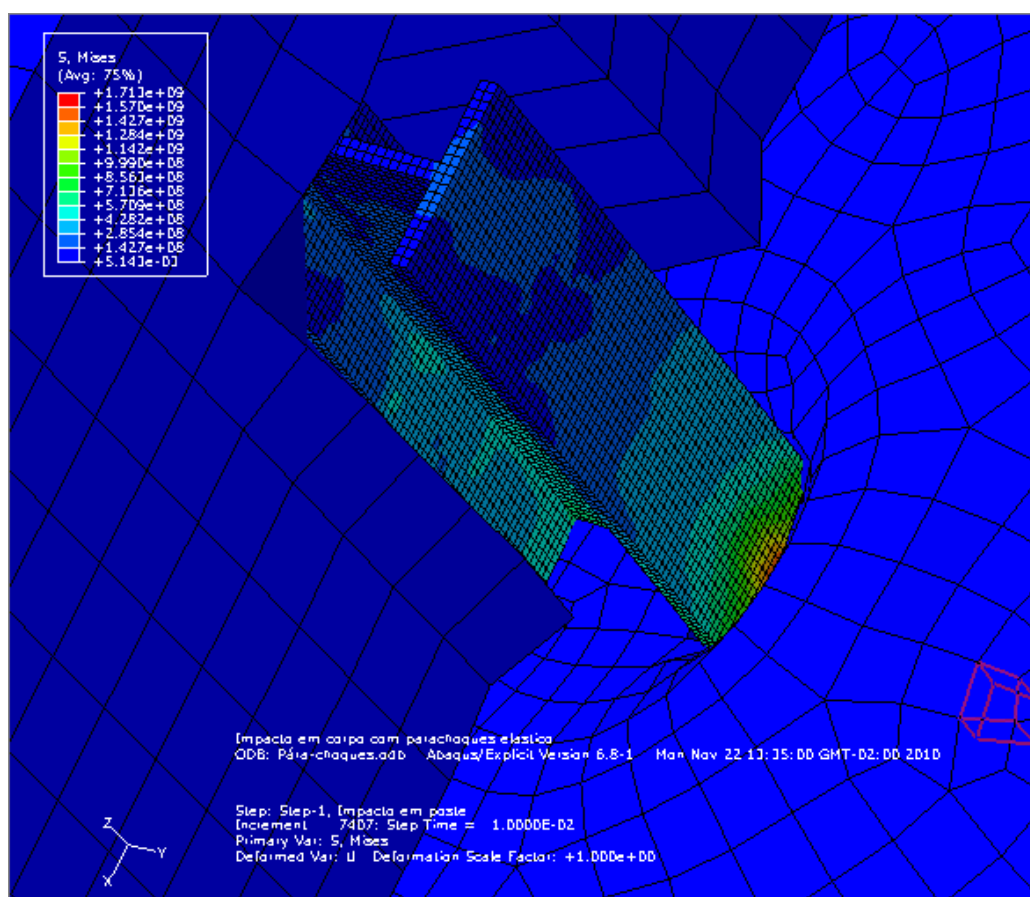 S, Mises
(Avg: 75%)
+1.713e+09
+1.570e+09
+1.427e+09
+1.284e+09
+1.142e+09
+9.990e+08
+8.563e+08
+7.136e+08
+5.709e+08
+4.282e+08
+2.854e+08
+1.427e+08
+5.143e-03
Impacto em corpo com parachoques elastico
ODB: Pára-choques.odb Abaqus/Explicit Version 6.8-1 Mon Nov 22 13:35:00 GMT-02:00 2010
Step: Step-1, Impacto em poste
Increment 7407: Step Time = 1.0000E-02
Primary Var: S, Mises
Deformed Var: U Deformation Scale Factor: +1.000e+00
Z
Y
X